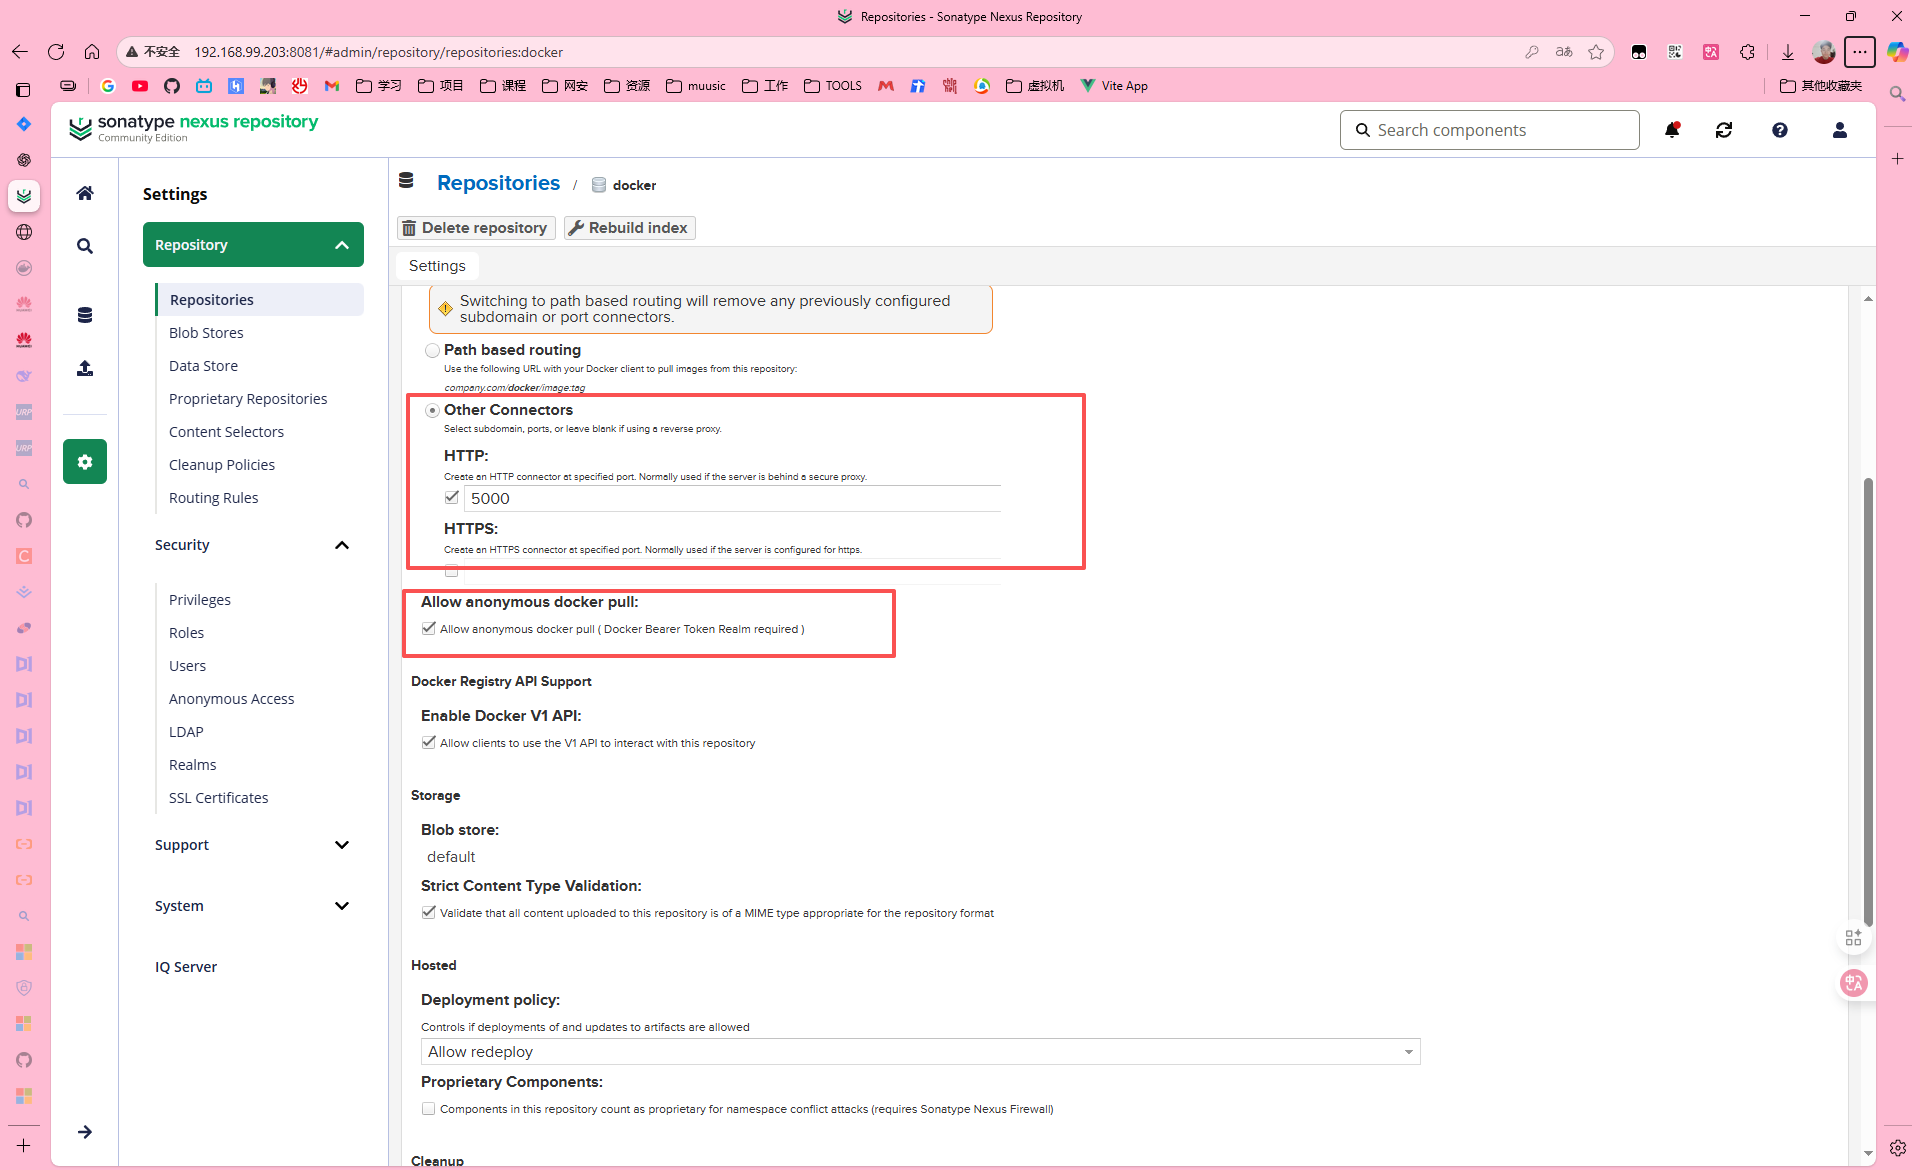 Repositories - Sonatype Nexus Repository
不安全 192.168.99.203:8081/#admin/repository/repositories:docker
学习 项目 课程 网安 资源 muusic 工作 TOOLS 虚拟机 Vite App 其他收藏夹
sonatype nexus repository
Community Edition
Search components
Settings
Repository
Repositories
Blob Stores
Data Store
Proprietary Repositories
Content Selectors
Cleanup Policies
Routing Rules
Security
Privileges
Roles
Users
Anonymous Access
LDAP
Realms
SSL Certificates
Support
System
IQ Server
Repositories / docker
Delete repository Rebuild index
Settings
Switching to path based routing will remove any previously configured
subdomain or port connectors.
Path based routing
Use the following URL with your Docker client to pull images from this repository:
company.com/docker/image:tag
Other Connectors
Select subdomain, ports, or leave blank if using a reverse proxy.
HTTP:
Create an HTTP connector at specified port. Normally used if the server is behind a secure proxy.
5000
HTTPS:
Create an HTTPS connector at specified port. Normally used if the server is configured for https.
Allow anonymous docker pull:
Allow anonymous docker pull ( Docker Bearer Token Realm required )
Docker Registry API Support
Enable Docker V1 API:
Allow clients to use the V1 API to interact with this repository
Storage
Blob store:
default
Strict Content Type Validation:
Validate that all content uploaded to this repository is of a MIME type appropriate for the repository format
Hosted
Deployment policy:
Controls if deployments of and updates to artifacts are allowed
Allow redeploy
Proprietary Components:
Components in this repository count as proprietary for namespace conflict attacks (requires Sonatype Nexus Firewall)
Cleanup